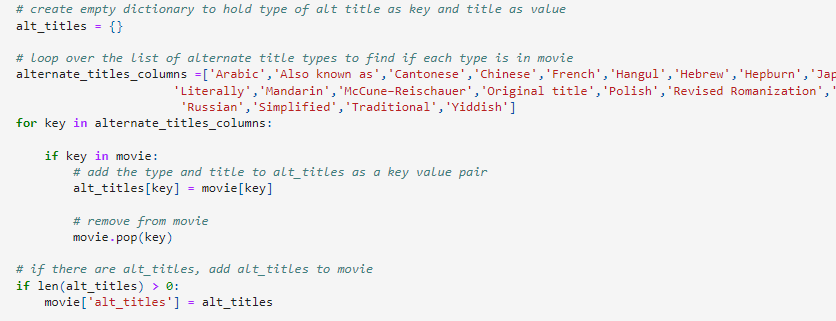 # create empty dictionary to hold type of alt title as key and title as value
alt_titles = {}
# loop over the list of alternate title types to find if each type is in movie
alternate_titles_columns =['Arabic','Also known as','Cantonese','Chinese','French','Hangul','Hebrew','Hepburn','Jap
'Literally','Mandarin','McCune–Reischauer','Original title','Polish','Revised Romanization','
'Russian','Simplified','Traditional','Yiddish']
for key in alternate_titles_columns:
if key in movie:
# add the type and title to alt_titles as a key value pair
alt_titles[key] = movie[key]
# remove from movie
movie.pop(key)
# if there are alt_titles, add alt_titles to movie
if len(alt_titles) > 0:
movie['alt_titles'] = alt_titles